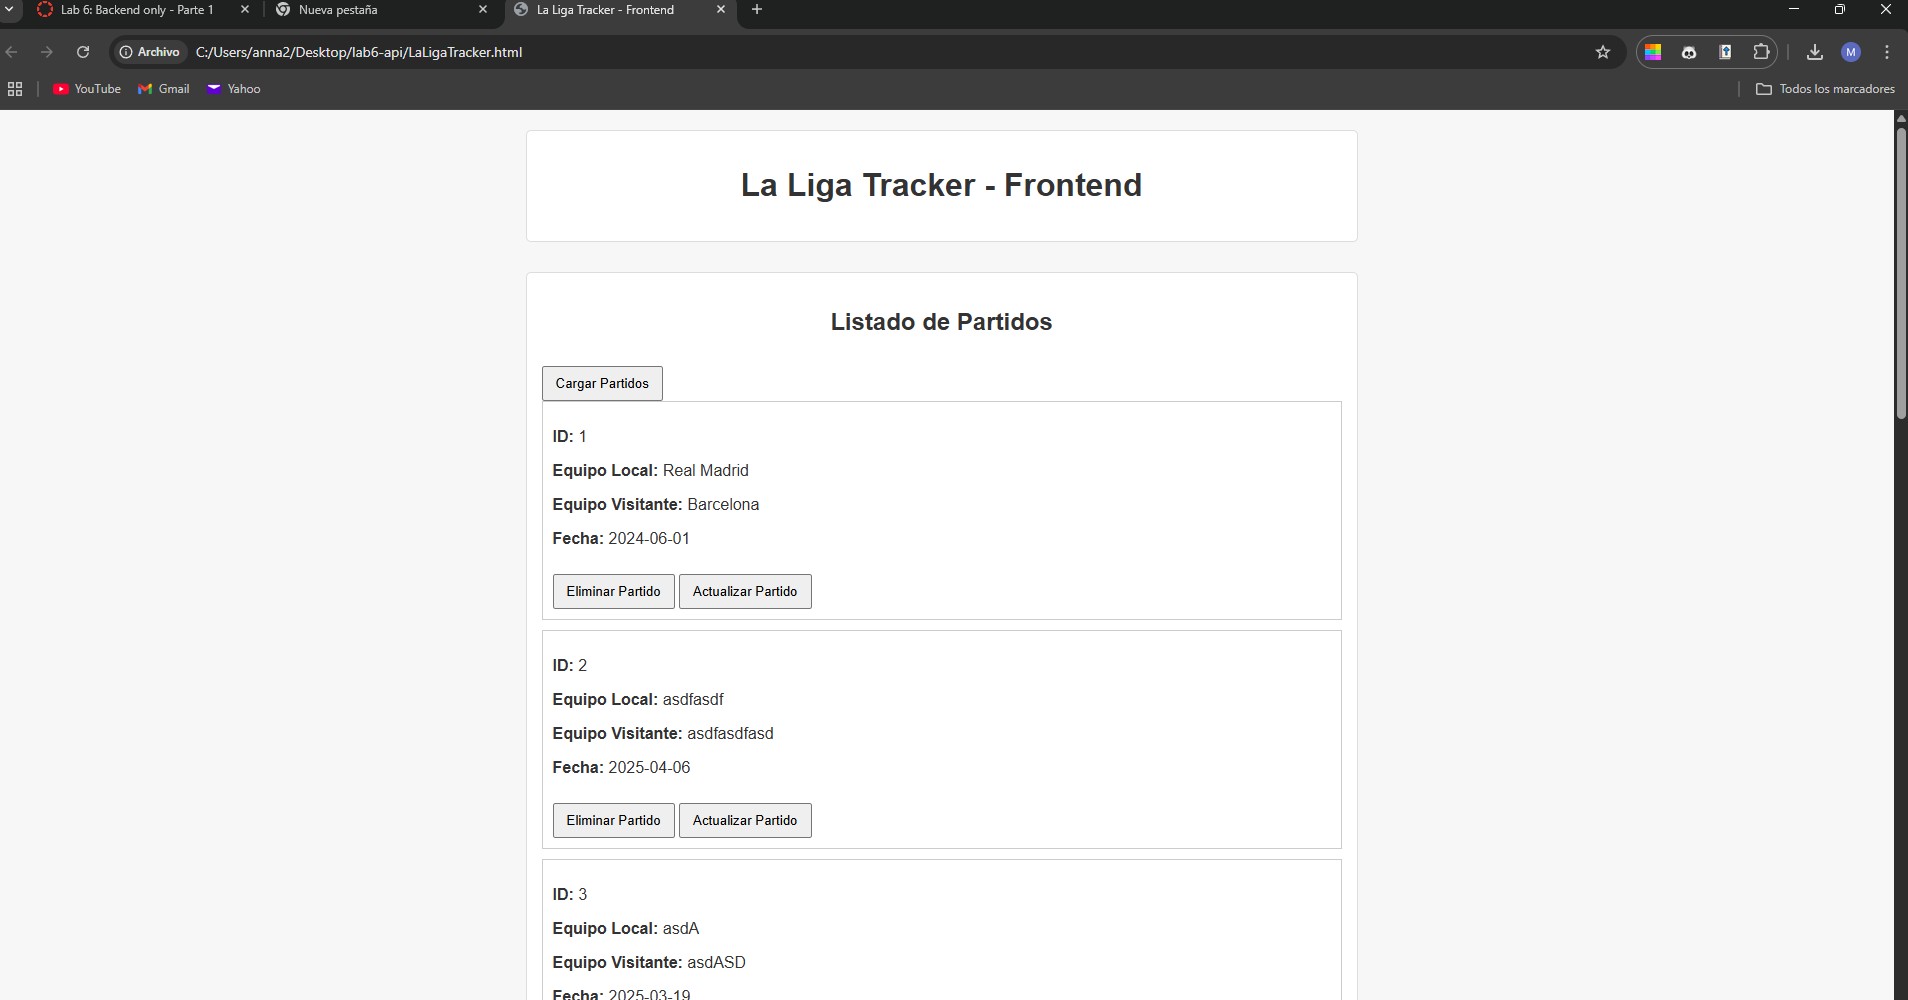 Lab 6: Backend only - Parte 1
Nueva pestaña
La Liga Tracker - Frontend
Archivo
C:/Users/anna2/Desktop/lab6-api/LaLigaTracker.html
M
YouTube
Gmail
Yahoo
Todos los marcadores
La Liga Tracker - Frontend
Listado de Partidos
Cargar Partidos
ID: 1
Equipo Local: Real Madrid
Equipo Visitante: Barcelona
Fecha: 2024-06-01
Eliminar Partido
Actualizar Partido
ID: 2
Equipo Local: asdfasdf
Equipo Visitante: asdfasdfasd
Fecha: 2025-04-06
Eliminar Partido
Actualizar Partido
ID: 3
Equipo Local: asdA
Equipo Visitante: asdASD
Fecha: 2025-03-19